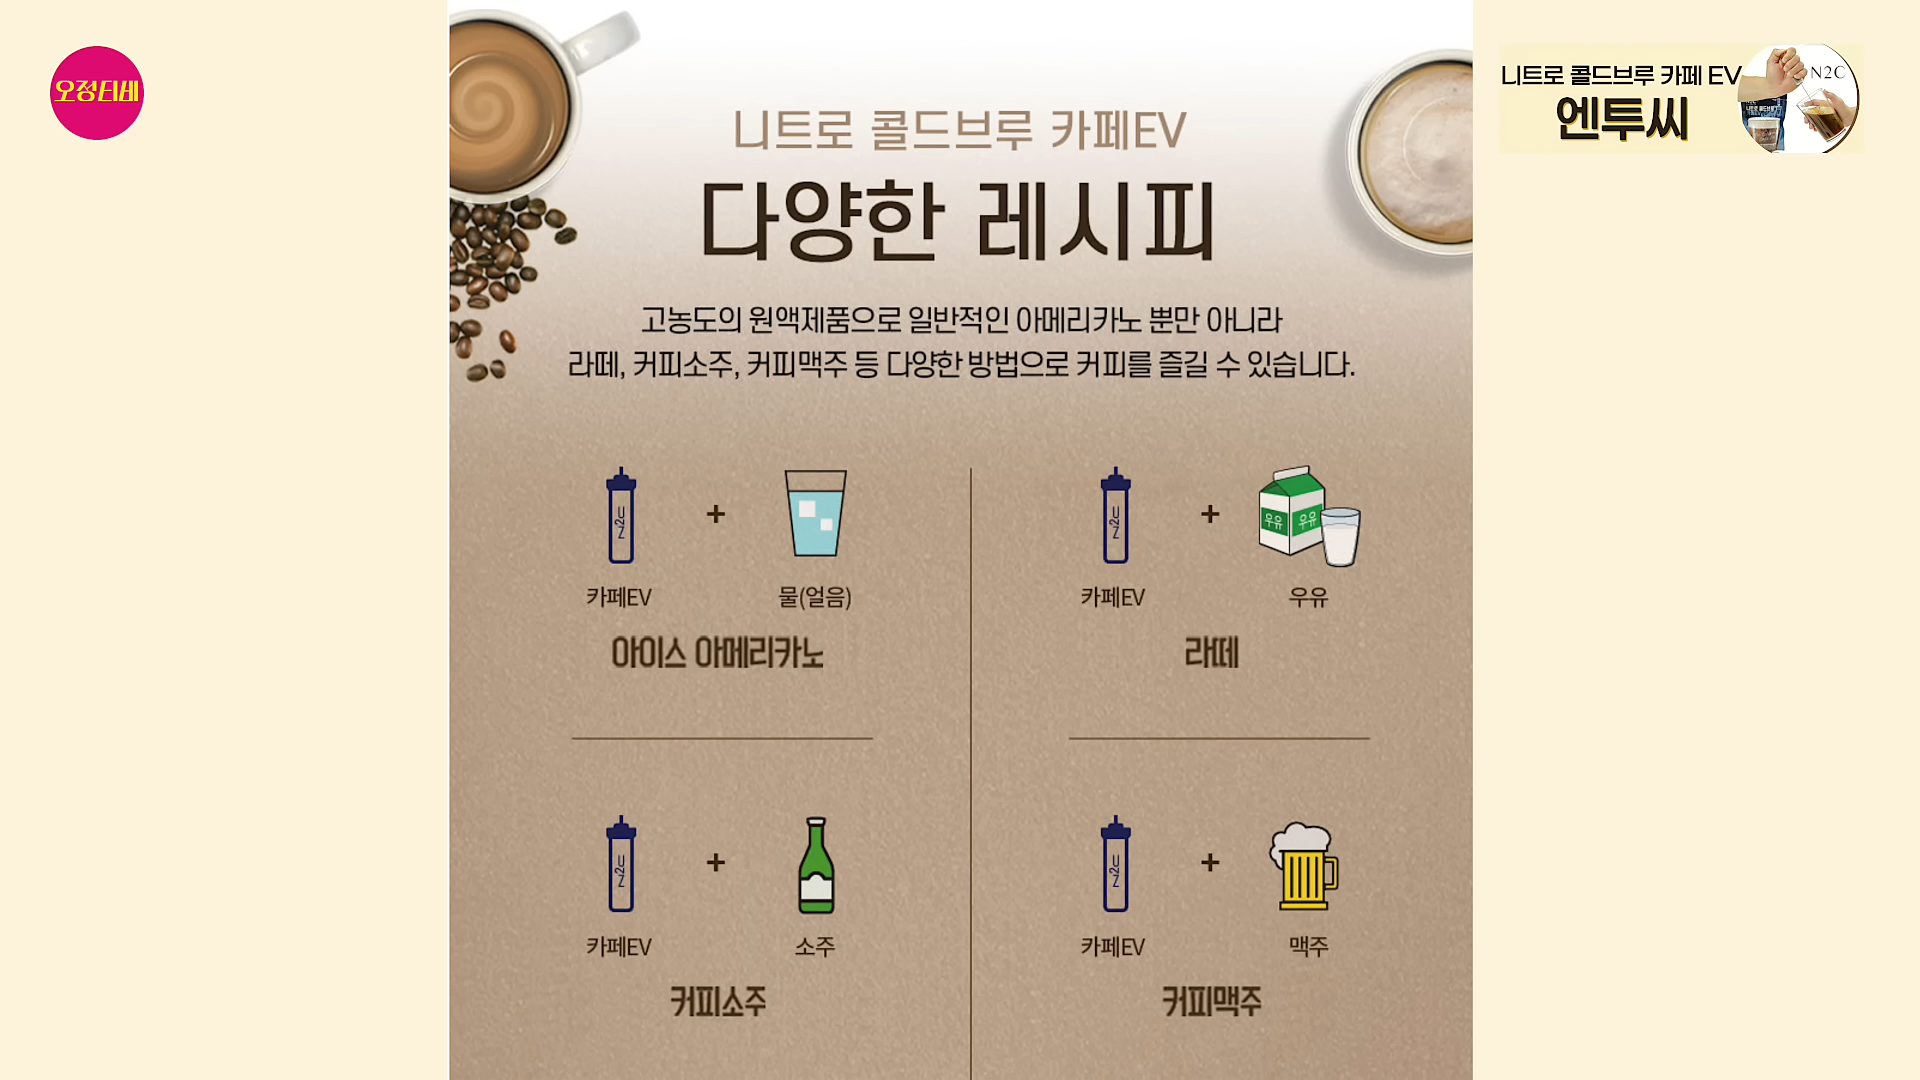 오정티비
니트로 콜드브루 카페 EV
엔투씨
N2C
니트로 콜드브루 카페EV
다양한 레시피
고농도의 원액제품으로 일반적인 아메리카노 뿐만 아니라
라떼, 커피소주, 커피맥주 등 다양한 방법으로 커피를 즐길 수 있습니다.
N2C
+
카페EV
물(얼음)
아이스 아메리카노
N2C
+
우유
우유
카페EV
우유
라떼
N2C
+
카페EV
소주
커피소주
N2C
+
카페EV
맥주
커피맥주